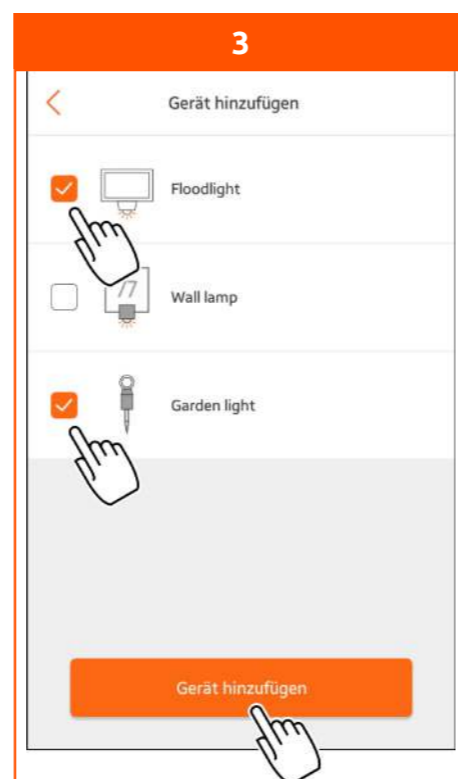 3
Gerät hinzufügen
Floodlight
Wall lamp
Garden light
Gerät hinzufügen